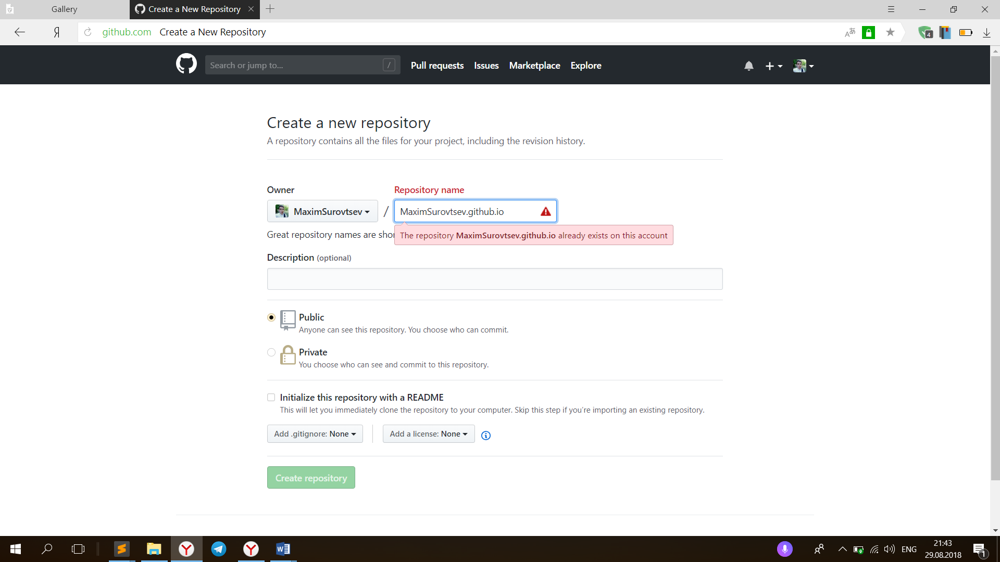 Gallery
Create a New Repository
Я
github.com Create a New Repository
4
Search or jump to... /
Pull requests Issues Marketplace Explore
Create a new repository
A repository contains all the files for your project, including the revision history.
Owner
Repository name
MaximSurovtsev / MaximSurovtsev.github.io
Great repository names are shor
The repository MaximSurovtsev.github.io already exists on this account
Description (optional)
Public
Anyone can see this repository. You choose who can commit.
Private
You choose who can see and commit to this repository.
Initialize this repository with a README
This will let you immediately clone the repository to your computer. Skip this step if you're importing an existing repository.
Add .gitignore: None
Add a license: None
Create repository
ENG
21:43
29.08.2018
1